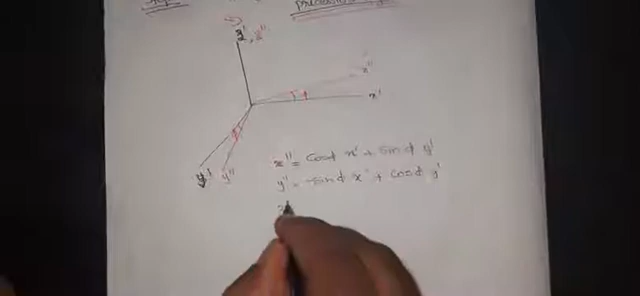 z' , z''
x''
x'
y' y''
x'' = cosα x' + sinα y'
y'' = -sinα x' + cosα y'